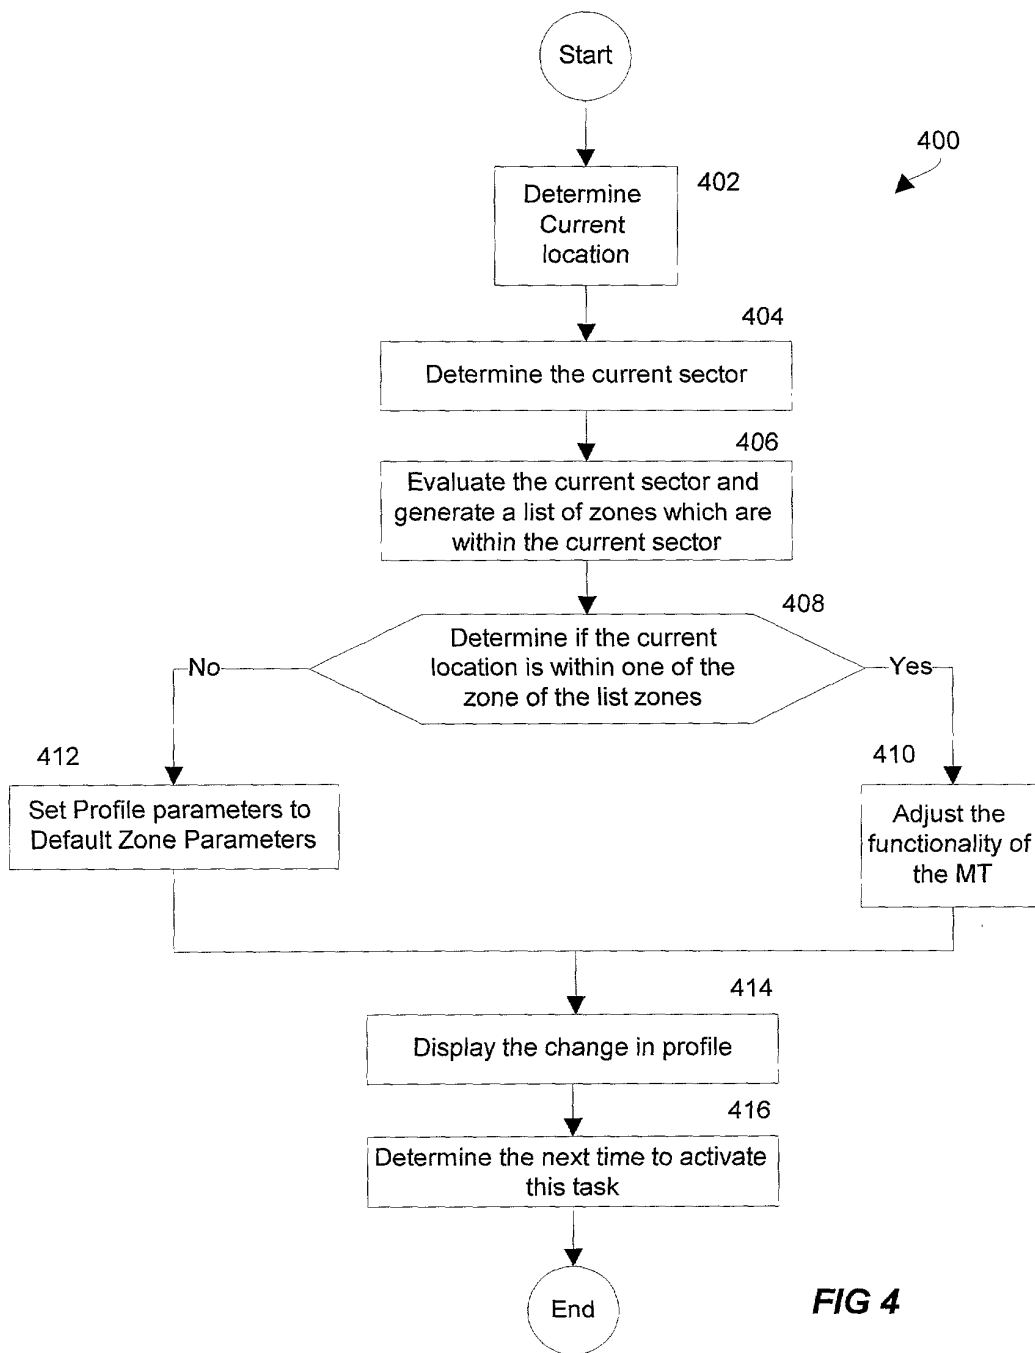 Start
400
402
Determine
Current
location
404
Determine the current sector
406
Evaluate the current sector and
generate a list of zones which are
within the current sector
408
Determine if the current
location is within one of the
zone of the list zones
No
Yes
412
410
Set Profile parameters to
Default Zone Parameters
Adjust the
functionality of
the MT
414
Display the change in profile
416
Determine the next time to activate
this task
End
FIG 4